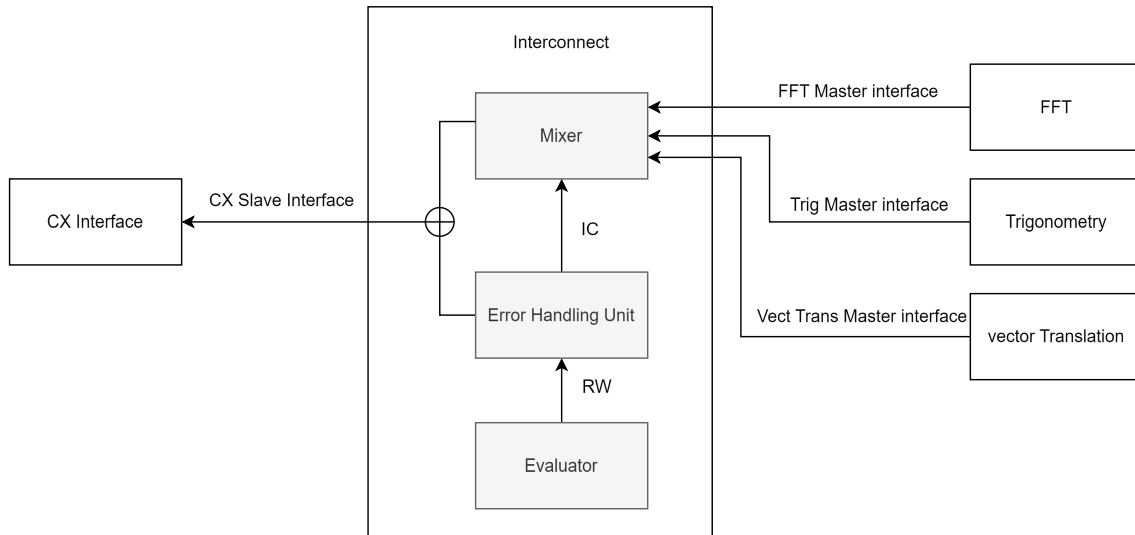 Interconnect
FFT Master interface
FFT
Mixer
CX Interface
CX Slave Interface
Trig Master interface
Trigonometry
IC
Error Handling Unit
Vect Trans Master interface
vector Translation
RW
Evaluator